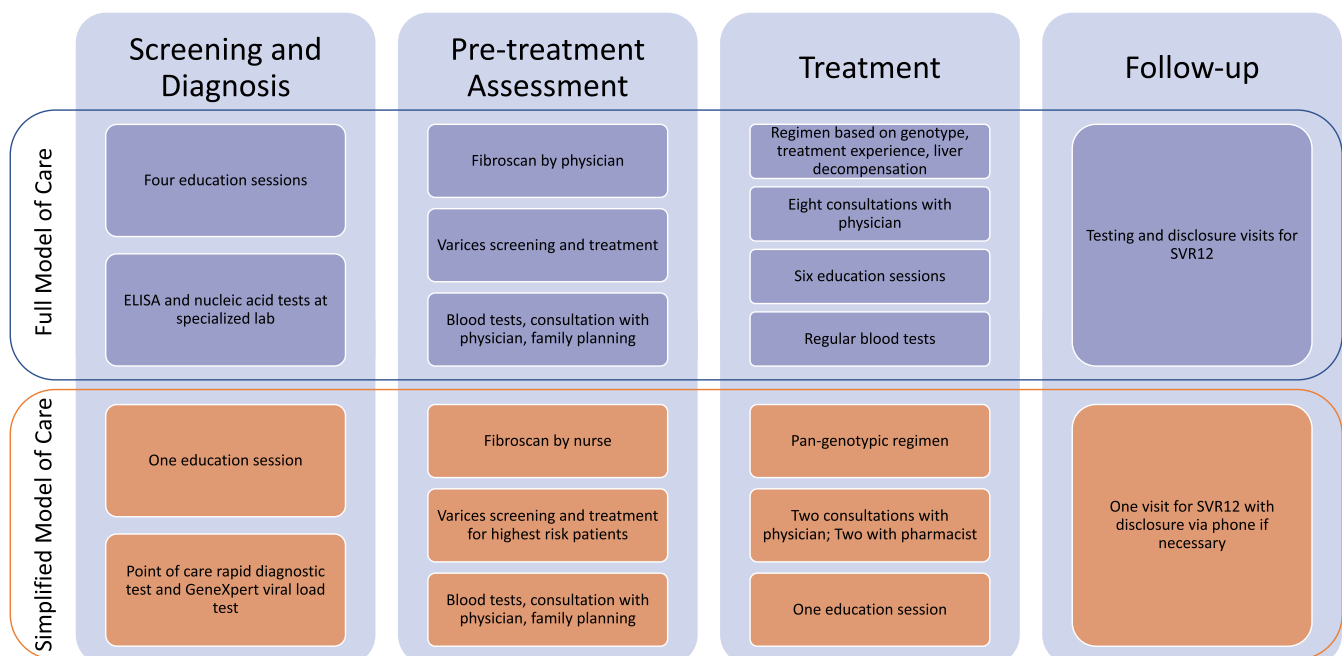 Screening and
Diagnosis
Pre-treatment
Assessment
Treatment
Follow-up
Full Model of Care
Four education sessions
ELISA and nucleic acid tests at
specialized lab
Fibroscan by physician
Varices screening and treatment
Blood tests, consultation with
physician, family planning
Regimen based on genotype,
treatment experience, liver
decompensation
Eight consultations with
physician
Six education sessions
Regular blood tests
Testing and disclosure visits for
SVR12
Simplified Model of Care
One education session
Point of care rapid diagnostic
test and GeneXpert viral load
test
Fibroscan by nurse
Varices screening and treatment
for highest risk patients
Blood tests, consultation with
physician, family planning
Pan-genotypic regimen
Two consultations with
physician; Two with pharmacist
One education session
One visit for SVR12 with
disclosure via phone if
necessary